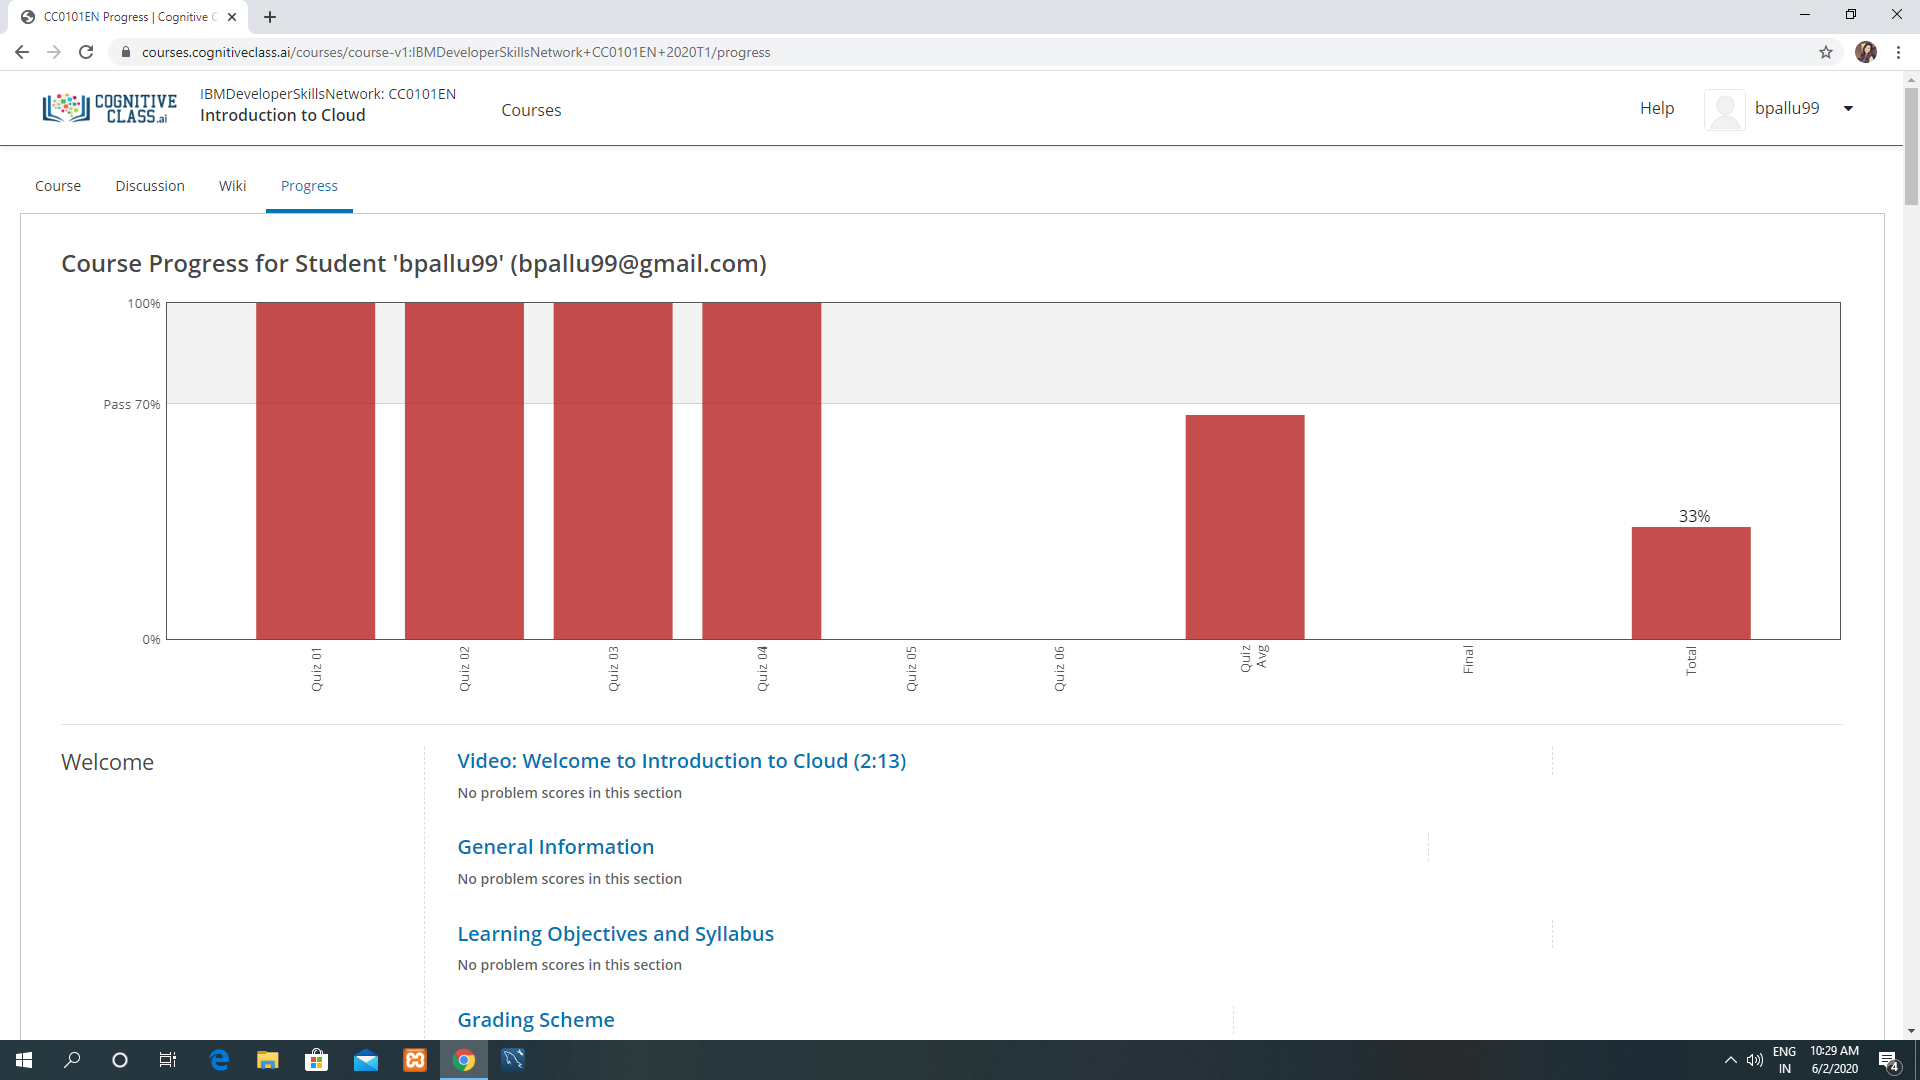 CC0101EN Progress | Cognitive C
courses.cognitiveclass.ai/courses/course-v1:IBMDeveloperSkillsNetwork+CC0101EN+2020T1/progress
COGNITIVE
CLASS.ai
IBMDeveloperSkillsNetwork: CC0101EN
Introduction to Cloud
Courses
Help
bpallu99
Course
Discussion
Wiki
Progress
Course Progress for Student 'bpallu99' (bpallu99@gmail.com)
100%
Pass 70%
0%
33%
Quiz 01
Quiz 02
Quiz 03
Quiz 04
Quiz 05
Quiz 06
Quiz
Avg
Final
Total
Welcome
Video: Welcome to Introduction to Cloud (2:13)
No problem scores in this section
General Information
No problem scores in this section
Learning Objectives and Syllabus
No problem scores in this section
Grading Scheme
ENG
IN
10:29 AM
6/2/2020
4